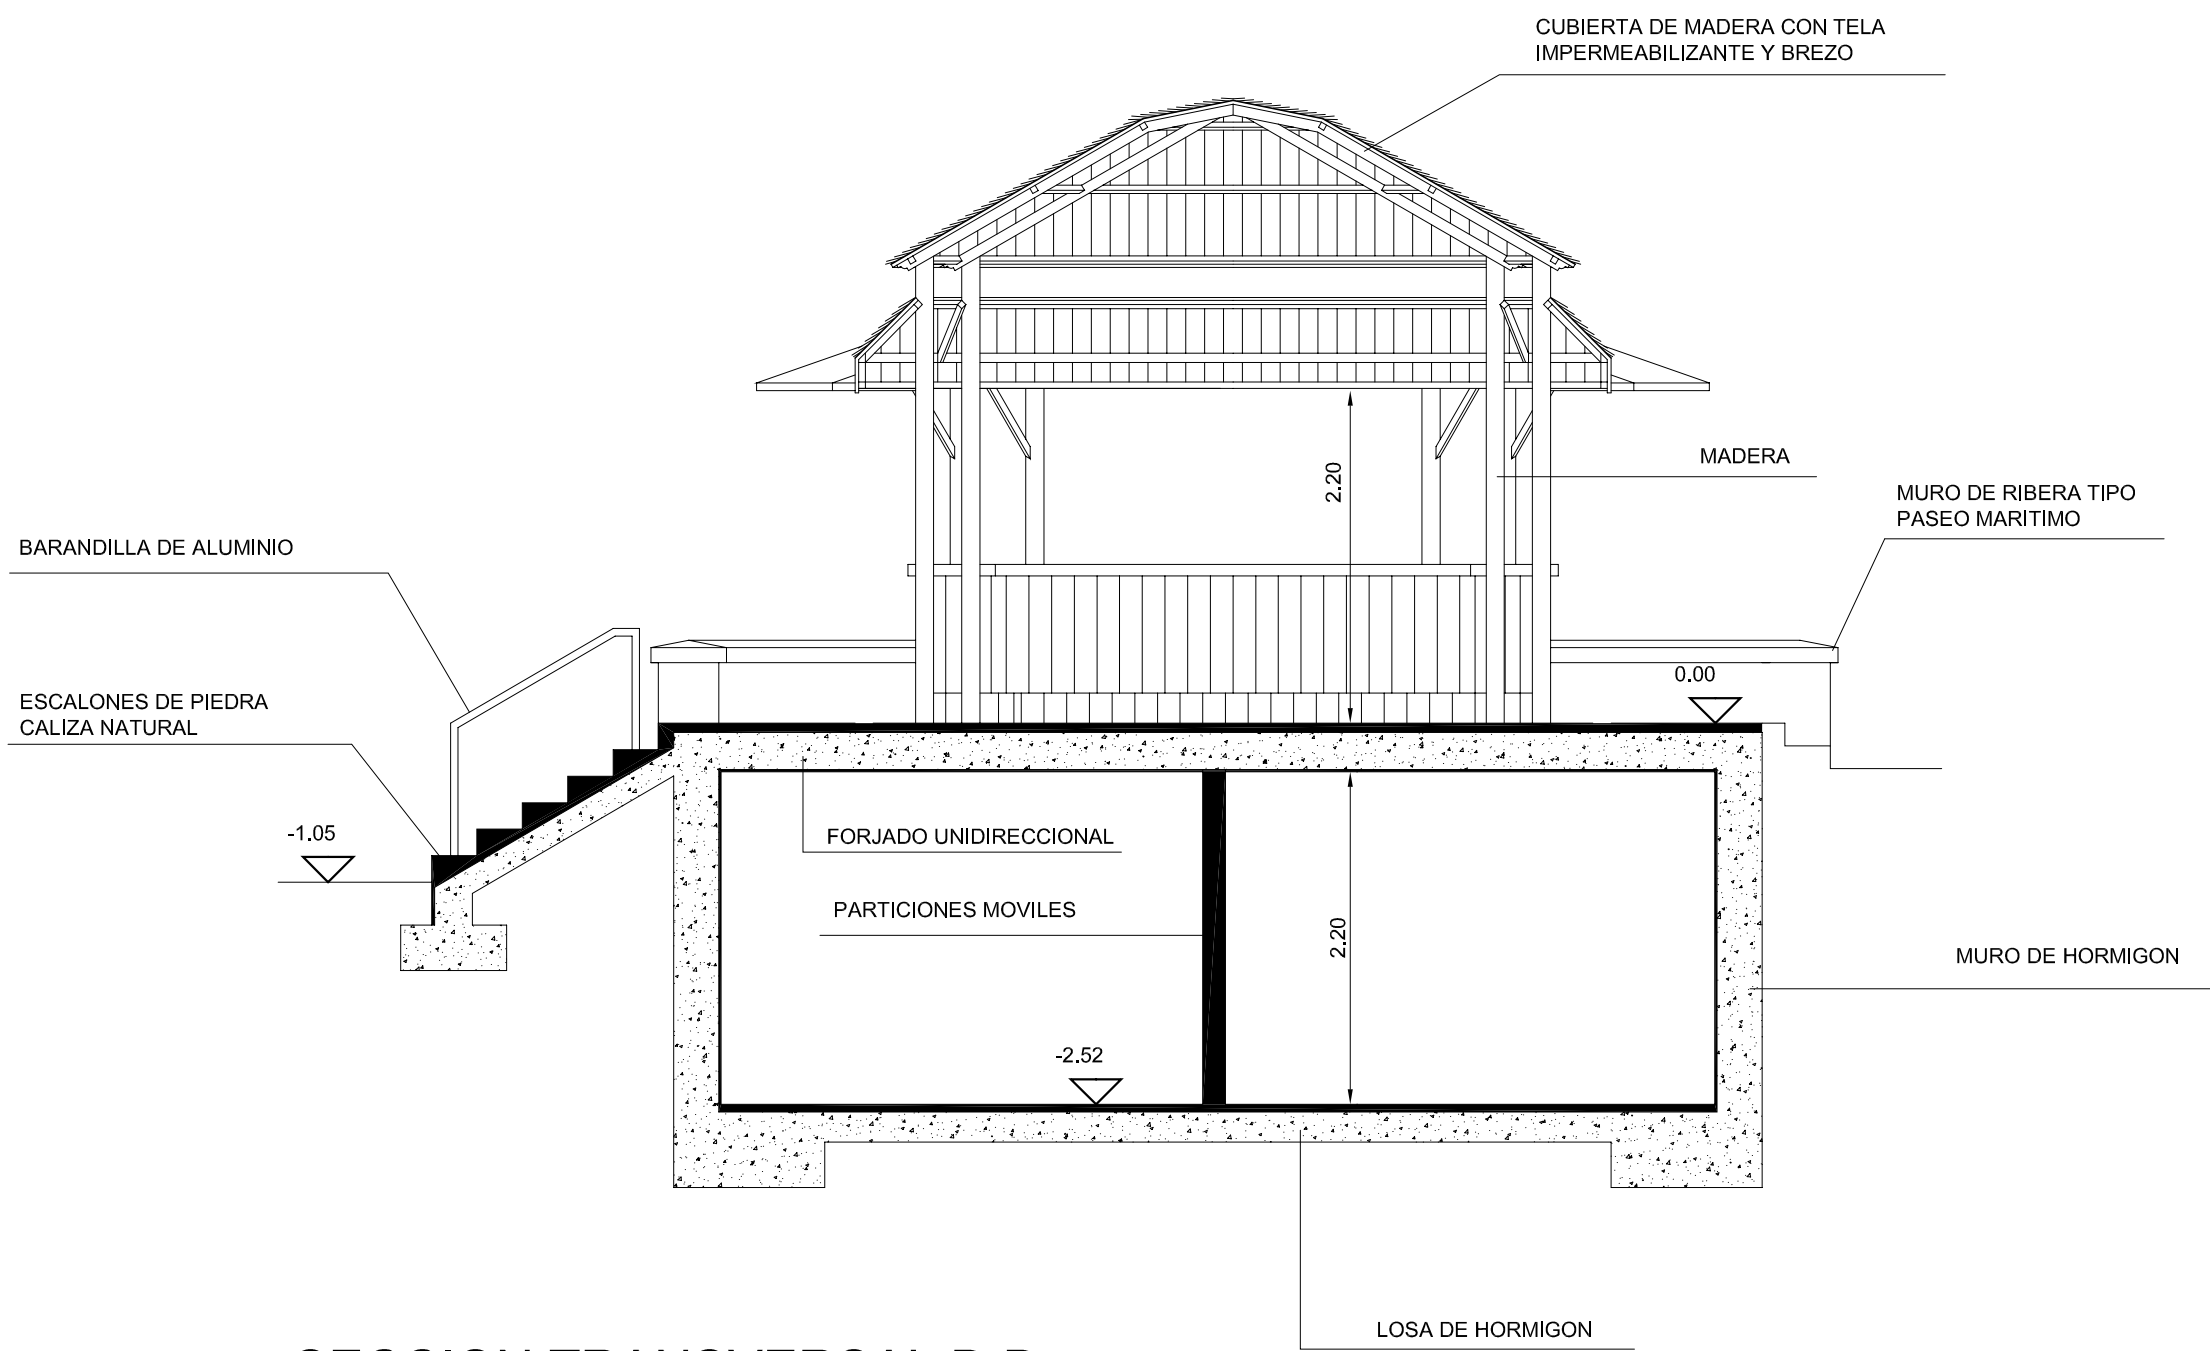 CUBIERTA DE MADERA CON TELA
IMPERMEABILIZANTE Y BREZO
MADERA
2.20
MURO DE RIBERA TIPO
PASEO MARITIMO
BARANDILLA DE ALUMINIO
0.00
ESCALONES DE PIEDRA
CALIZA NATURAL
-1.05
FORJADO UNIDIRECCIONAL
PARTICIONES MOVILES
2.20
MURO DE HORMIGON
-2.52
LOSA DE HORMIGON
SECCION TRANSVERSAL